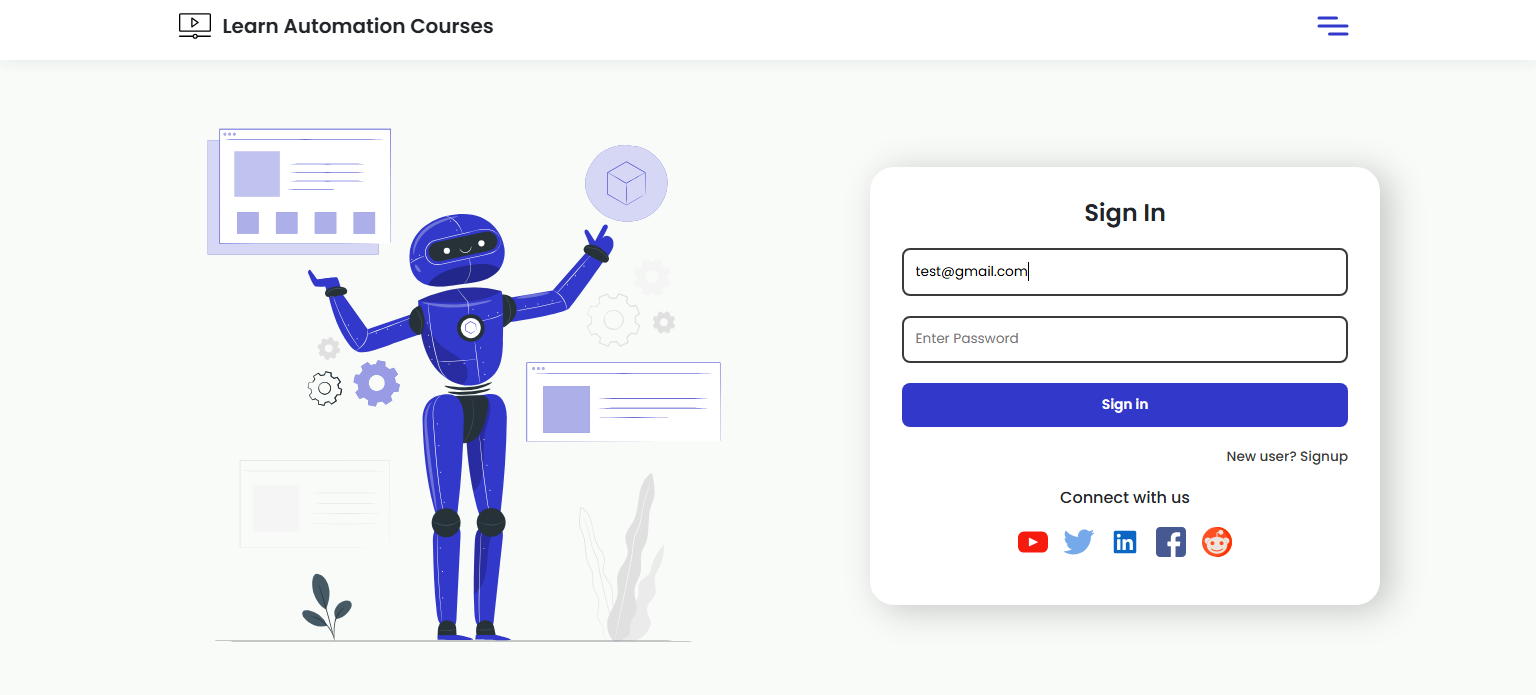 Learn Automation Courses
Sign In
test@gmail.com
Enter Password
Sign in
New user? Signup
Connect with us